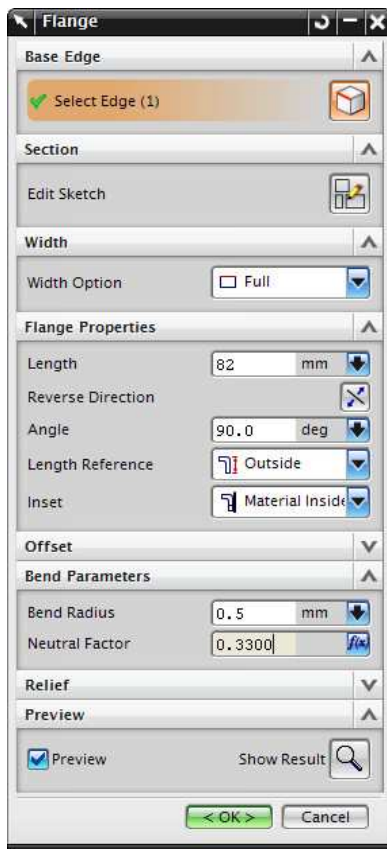 Flange
Base Edge
Select Edge (1)
Section
Edit Sketch
Width
Width Option Full
Flange Properties
Length 82 mm
Reverse Direction
Angle 90.0 deg
Length Reference Outside
Inset Material Inside
Offset
Bend Parameters
Bend Radius 0.5 mm
Neutral Factor 0.3300 f(x)
Relief
Preview
Preview Show Result
< OK > Cancel